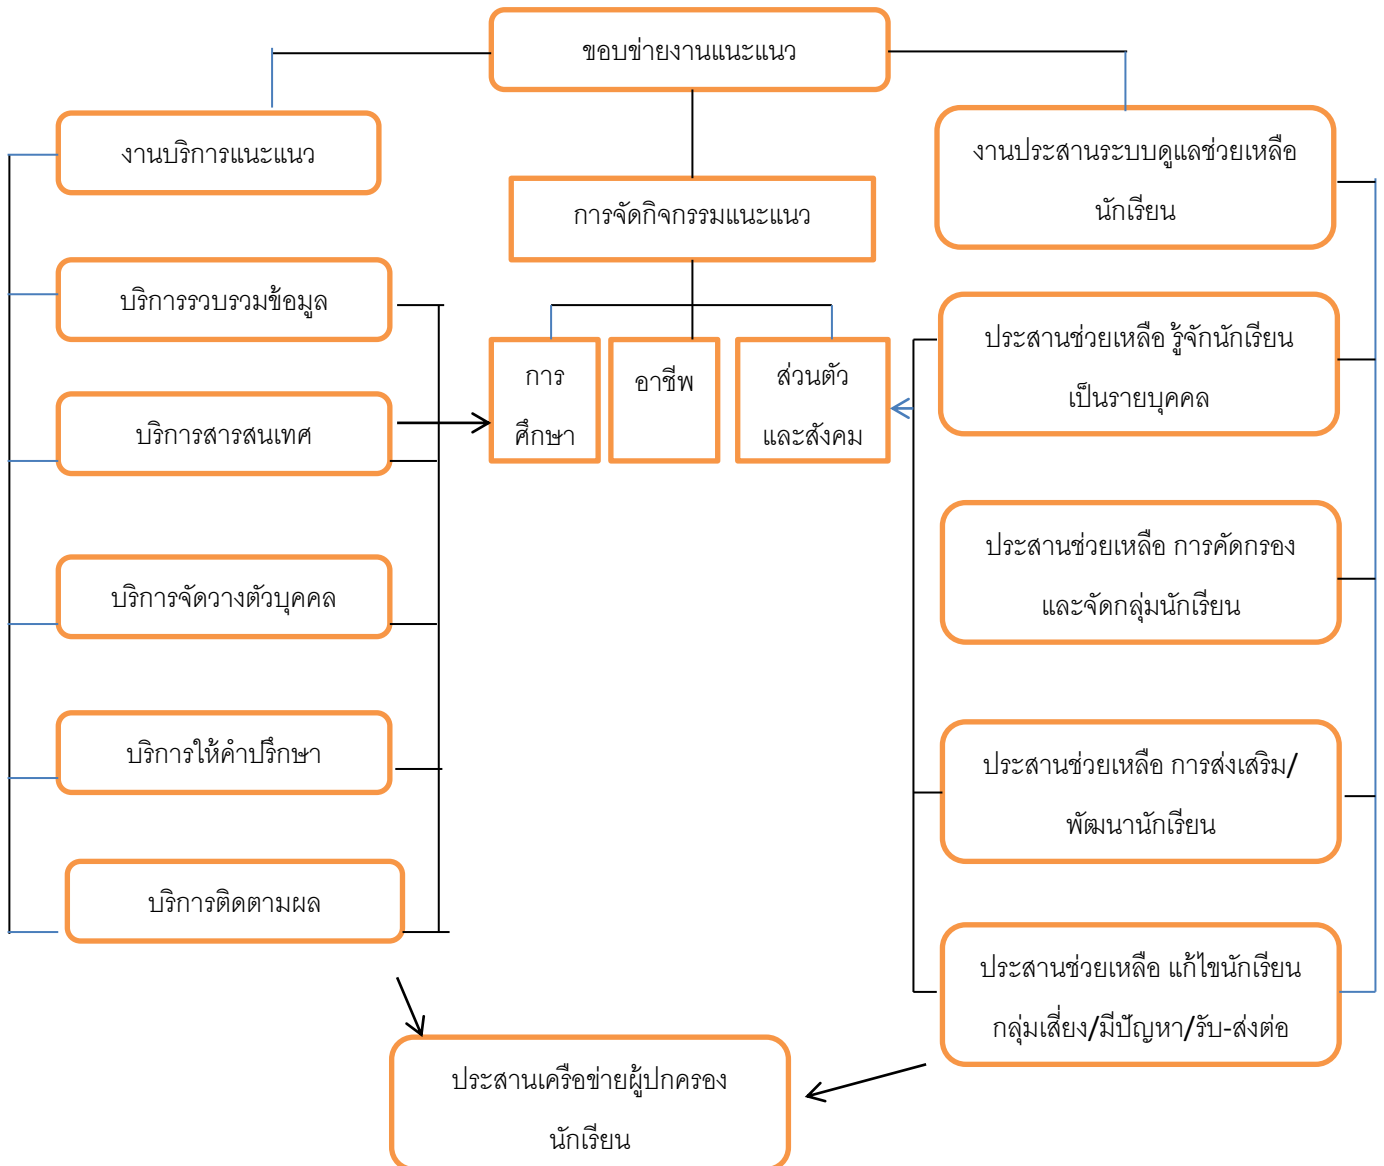 ขอบข่ายงานแนะแนว
งานบริการแนะแนว
งานประสานระบบดูแลช่วยเหลือ
นักเรียน
การจัดกิจกรรมแนะแนว
บริการรวบรวมข้อมูล
บริการสารสนเทศ
บริการจัดวางตัวบุคคล
บริการให้คำปรึกษา
บริการติดตามผล
การ
ศึกษา
อาชีพ
ส่วนตัว
และสังคม
ประสานช่วยเหลือ รู้จักนักเรียน
เป็นรายบุคคล
ประสานช่วยเหลือ การคัดกรอง
และจัดกลุ่มนักเรียน
ประสานช่วยเหลือ การส่งเสริม/
พัฒนานักเรียน
ประสานช่วยเหลือ แก้ไขนักเรียน
กลุ่มเสี่ยง/มีปัญหา/รับ-ส่งต่อ
ประสานเครือข่ายผู้ปกครอง
นักเรียน